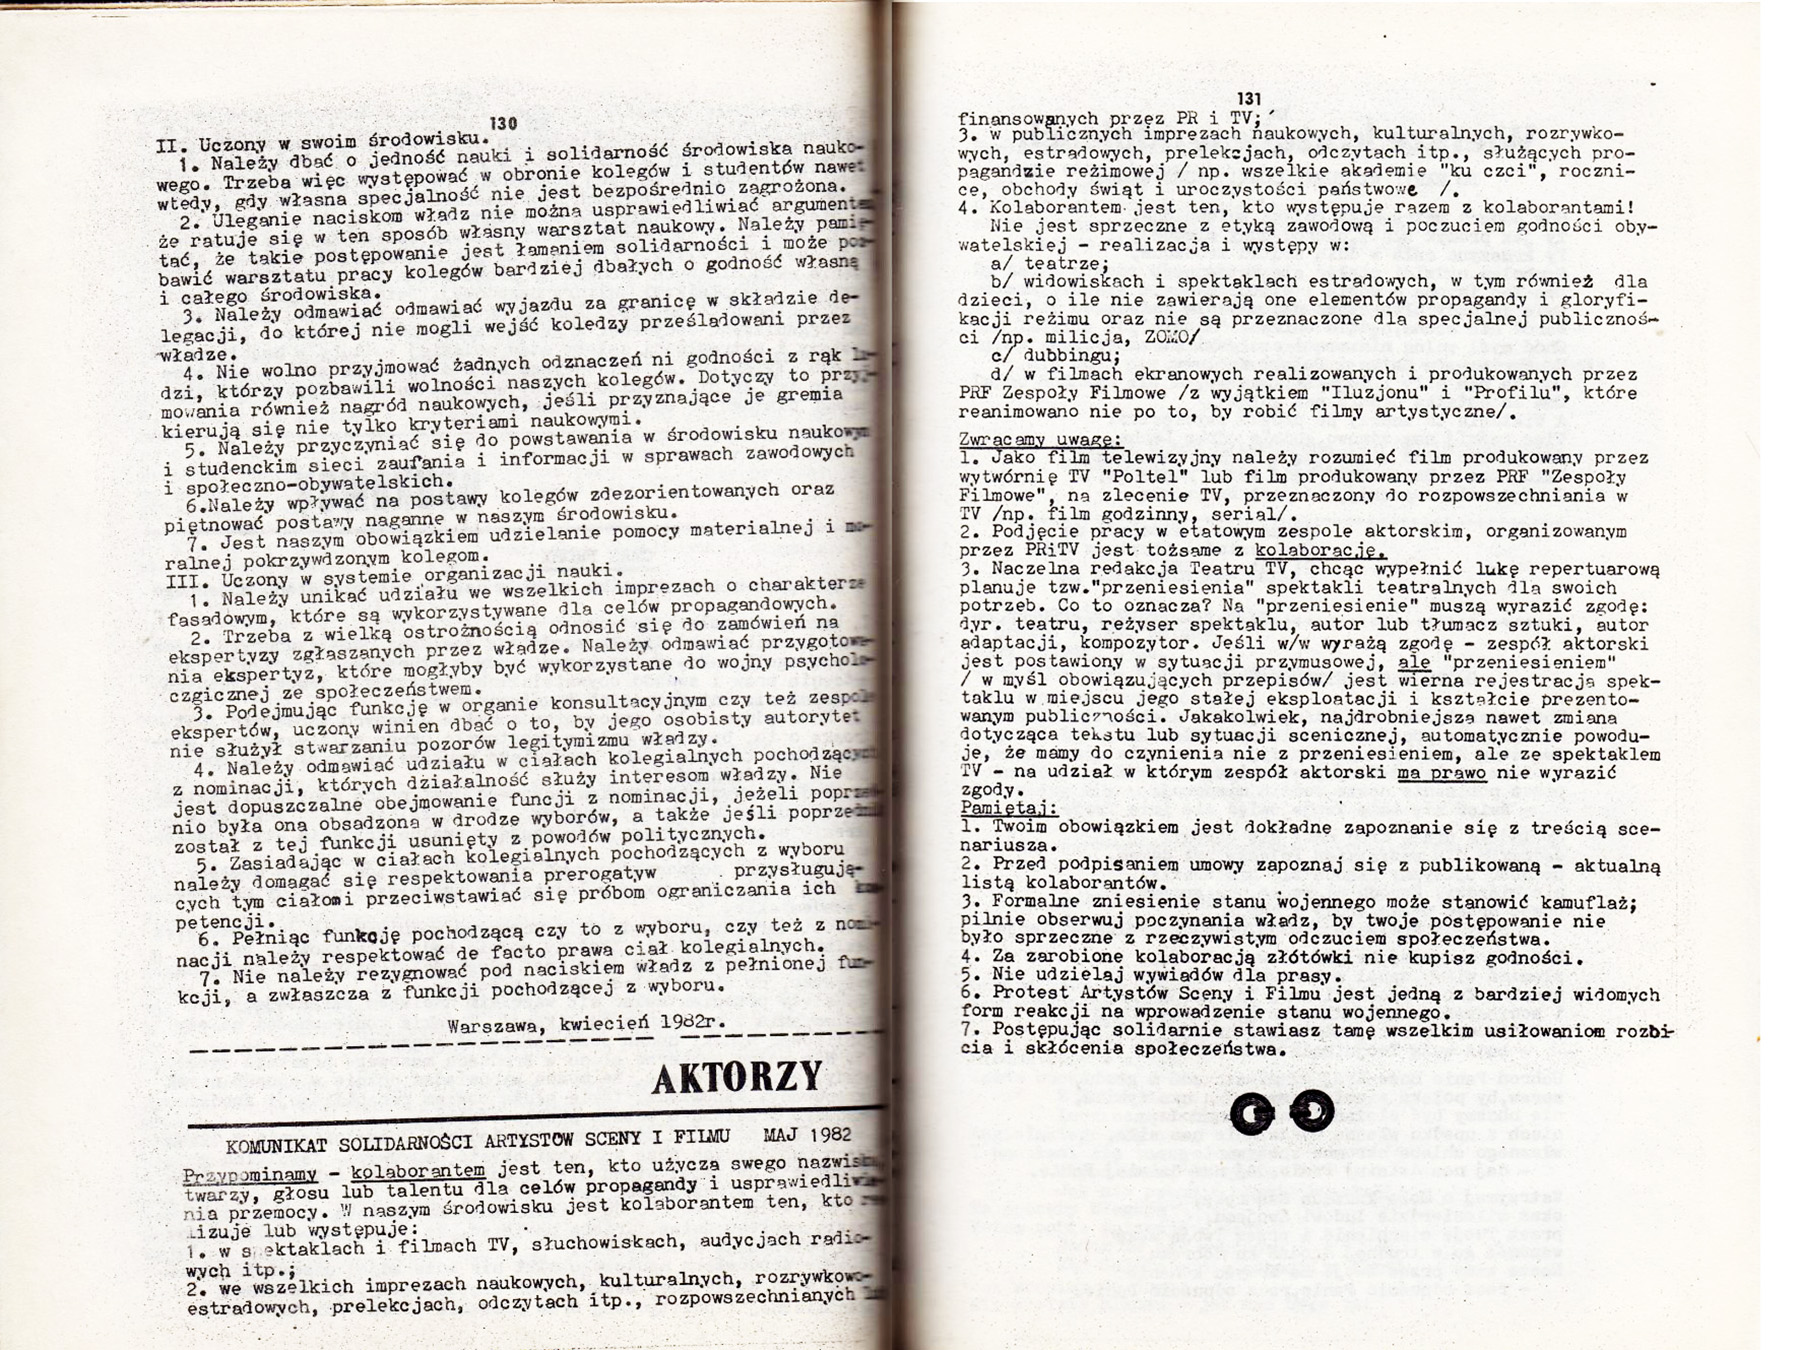 130
II. Uczony w swoim środowisku.
1. Należy dbać o jedność nauki i solidarność środowiska nauko-
wego. Trzeba więc występować w obronie kolegów i studentów nawet
wtedy, gdy własna specjalność nie jest bezpośrednio zagrożona.
2. Uleganie naciskom władz nie można usprawiedliwiać argumentem
że ratuje się w ten sposób własny warsztat naukowy. Należy pamię-
tać, że takie postępowanie jest łamaniem solidarności i może poz-
bawić warsztatu pracy kolegów bardziej dbałych o godność własną
i całego środowiska.
3. Należy odmawiać odmawiać wyjazdu za granicę w składzie de-
legacji, do której nie mogli wejść koledzy prześladowani przez
władze.
4. Nie wolno przyjmować żadnych odznaczeń ni godności z rąk lu-
dzi, którzy pozbawili wolności naszych kolegów. Dotyczy to przyj-
mowania również nagród naukowych, jeśli przyznające je gremia
kierują się nie tylko kryteriami naukowymi.
5. Należy przyczyniać się do powstawania w środowisku naukowym
i studenckim sieci zaufania i informacji w sprawach zawodowych
i społeczno-obywatelskich.
6.Należy wpływać na postawy kolegów zdezorientowanych oraz
piętnować postawy naganne w naszym środowisku.
7. Jest naszym obowiązkiem udzielanie pomocy materialnej i mo-
ralnej pokrzywdzonym kolegom.
III. Uczony w systemie organizacji nauki.
1. Należy unikać udziału we wszelkich imprezach o charakterze
fasadowym, które są wykorzystywane dla celów propagandowych.
2. Trzeba z wielką ostrożnością odnosić się do zamówień na
ekspertyzy zgłaszanych przez władze. Należy odmawiać przygotowa-
nia ekspertyz, które mogłyby być wykorzystane do wojny psycholo-
czgicznej ze społeczeństwem.
3. Podejmując funkcję w organie konsultacyjnym czy też zespole
ekspertów, uczony winien dbać o to, by jego osobisty autorytet
nie służył stwarzaniu pozorów legitymizmu władzy.
4. Należy odmawiać udziału w ciałach kolegialnych pochodzących
z nominacji, których działalność służy interesom władzy. Nie
jest dopuszczalne obejmowanie funcji z nominacji, jeżeli poprzed-
nio była ona obsadzona w drodze wyborów, a także jeśli poprzednik
został z tej funkcji usunięty z powodów politycznych.
5. Zasiadając w ciałach kolegialnych pochodzących z wyboru
należy domagać się respektowania prerogatyw przysługują-
cych tym ciałom i przeciwstawiać się próbom ograniczania ich kom-
petencji.
6. Pełniąc funkcję pochodzącą czy to z wyboru, czy też z nomi-
nacji należy respektować de facto prawa ciał kolegialnych.
7. Nie należy rezygnować pod naciskiem władz z pełnionej fun-
kcji, a zwłaszcza z funkcji pochodzącej z wyboru.
Warszawa, kwiecień 1982r.
AKTORZY
KOMUNIKAT SOLIDARNOŚCI ARTYSTÓW SCENY I FILMU MAJ 1982
Przypominamy - kolaborantem jest ten, kto użycza swego nazwiska
twarzy, głosu lub talentu dla celów propagandy i usprawiedliwie-
nia przemocy. W naszym środowisku jest kolaborantem ten, kto rea-
lizuje lub występuje:
1. w spektaklach i filmach TV, słuchowiskach, audycjach radio-
wych itp.;
2. we wszelkich imprezach naukowych, kulturalnych, rozrywkowo-
estradowych, prelekcjach, odczytach itp., rozpowszechnianych lub
131
finansowanych przez PR i TV;
3. w publicznych imprezach naukowych, kulturalnych, rozrywko-
wych, estradowych, prelekcjach, odczytach itp., służących pro-
pagandzie reżimowej / np. wszelkie akademie "ku czci", roczni-
ce, obchody świąt i uroczystości państwowe /.
4. Kolaborantem jest ten, kto występuje razem z kolaborantami!
Nie jest sprzeczne z etyką zawodową i poczuciem godności oby-
watelskiej - realizacja i występy w:
a/ teatrze;
b/ widowiskach i spektaklach estradowych, w tym również dla
dzieci, o ile nie zawierają one elementów propagandy i gloryfi-
kacji reżimu oraz nie są przeznaczone dla specjalnej publicznoś-
ci /np. milicja, ZOMO/
c/ dubbingu;
d/ w filmach ekranowych realizowanych i produkowanych przez
PRF Zespoły Filmowe /z wyjątkiem "Iluzjonu" i "Profilu", które
reanimowano nie po to, by robić filmy artystyczne/.
Zwracamy uwagę:
1. Jako film telewizyjny należy rozumieć film produkowany przez
wytwórnię TV "Poltel" lub film produkowany przez PRF "Zespoły
Filmowe", na zlecenie TV, przeznaczony do rozpowszechniania w
TV /np. film godzinny, serial/.
2. Podjęcie pracy w etatowym zespole aktorskim, organizowanym
przez PRiTV jest tożsame z kolaboracją.
3. Naczelna redakcja Teatru TV, chcąc wypełnić lukę repertuarową
planuje tzw."przeniesienia" spektakli teatralnych dla swoich
potrzeb. Co to oznacza? Na "przeniesienie" muszą wyrazić zgodę:
dyr. teatru, reżyser spektaklu, autor lub tłumacz sztuki, autor
adaptacji, kompozytor. Jeśli w/w wyrażą zgodę - zespół aktorski
jest postawiony w sytuacji przymusowej, ale "przeniesieniem"
/ w myśl obowiązujących przepisów/ jest wierna rejestracja spek-
taklu w miejscu jego stałej eksploatacji i kształcie prezento-
wanym publiczności. Jakakolwiek, najdrobniejsza nawet zmiana
dotycząca tekstu lub sytuacji scenicznej, automatycznie powodu-
je, że mamy do czynienia nie z przeniesieniem, ale ze spektaklem
TV - na udział w którym zespół aktorski ma prawo nie wyrazić
zgody.
Pamiętaj:
1. Twoim obowiązkiem jest dokładne zapoznanie się z treścią sce-
nariusza.
2. Przed podpisaniem umowy zapoznaj się z publikowaną - aktualną
listą kolaborantów.
3. Formalne zniesienie stanu wojennego może stanowić kamuflaż;
pilnie obserwuj poczynania władz, by twoje postępowanie nie
było sprzeczne z rzeczywistym odczuciem społeczeństwa.
4. Za zarobione kolaboracją złotówki nie kupisz godności.
5. Nie udzielaj wywiadów dla prasy.
6. Protest Artystów Sceny i Filmu jest jedną z bardziej widomych
form reakcji na wprowadzenie stanu wojennego.
7. Postępując solidarnie stawiasz tamę wszelkim usiłowaniom rozbi-
cia i skłócenia społeczeństwa.